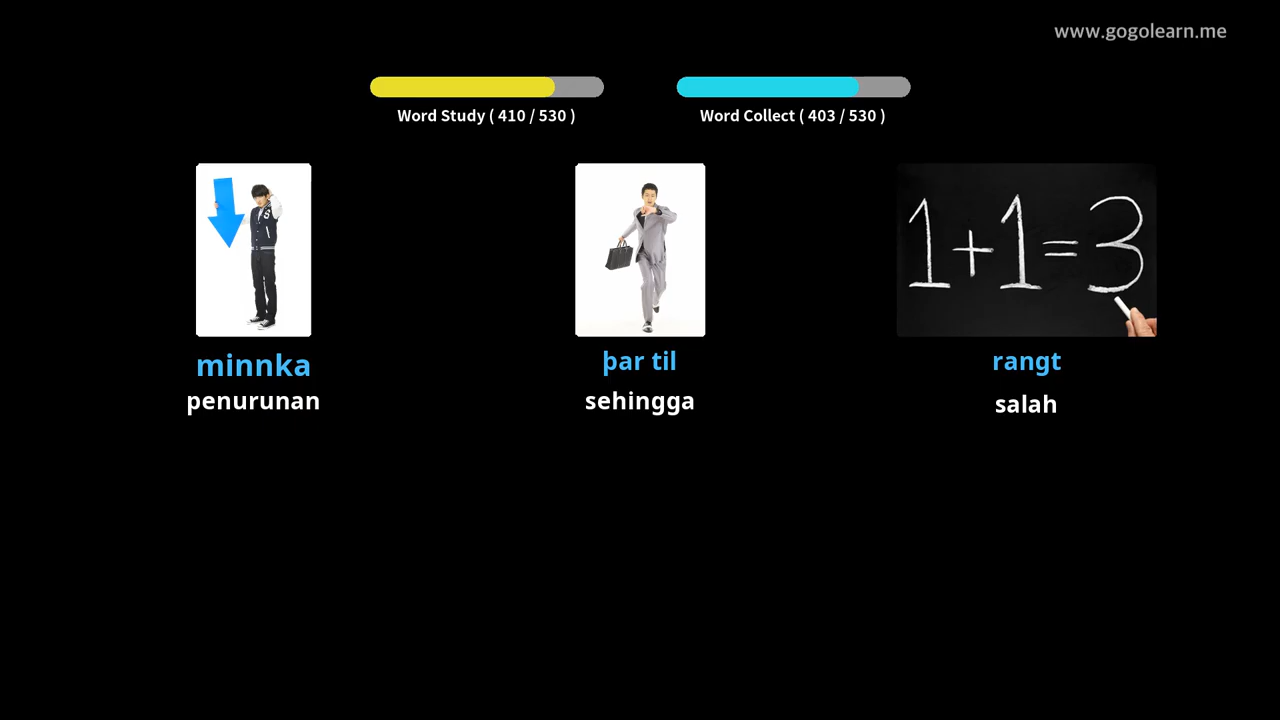 www.gogolearn.me
Word Study ( 410 / 530 )
Word Collect ( 403 / 530 )
S
1+1=3
minnka
þar til
rangt
penurunan
sehingga
salah